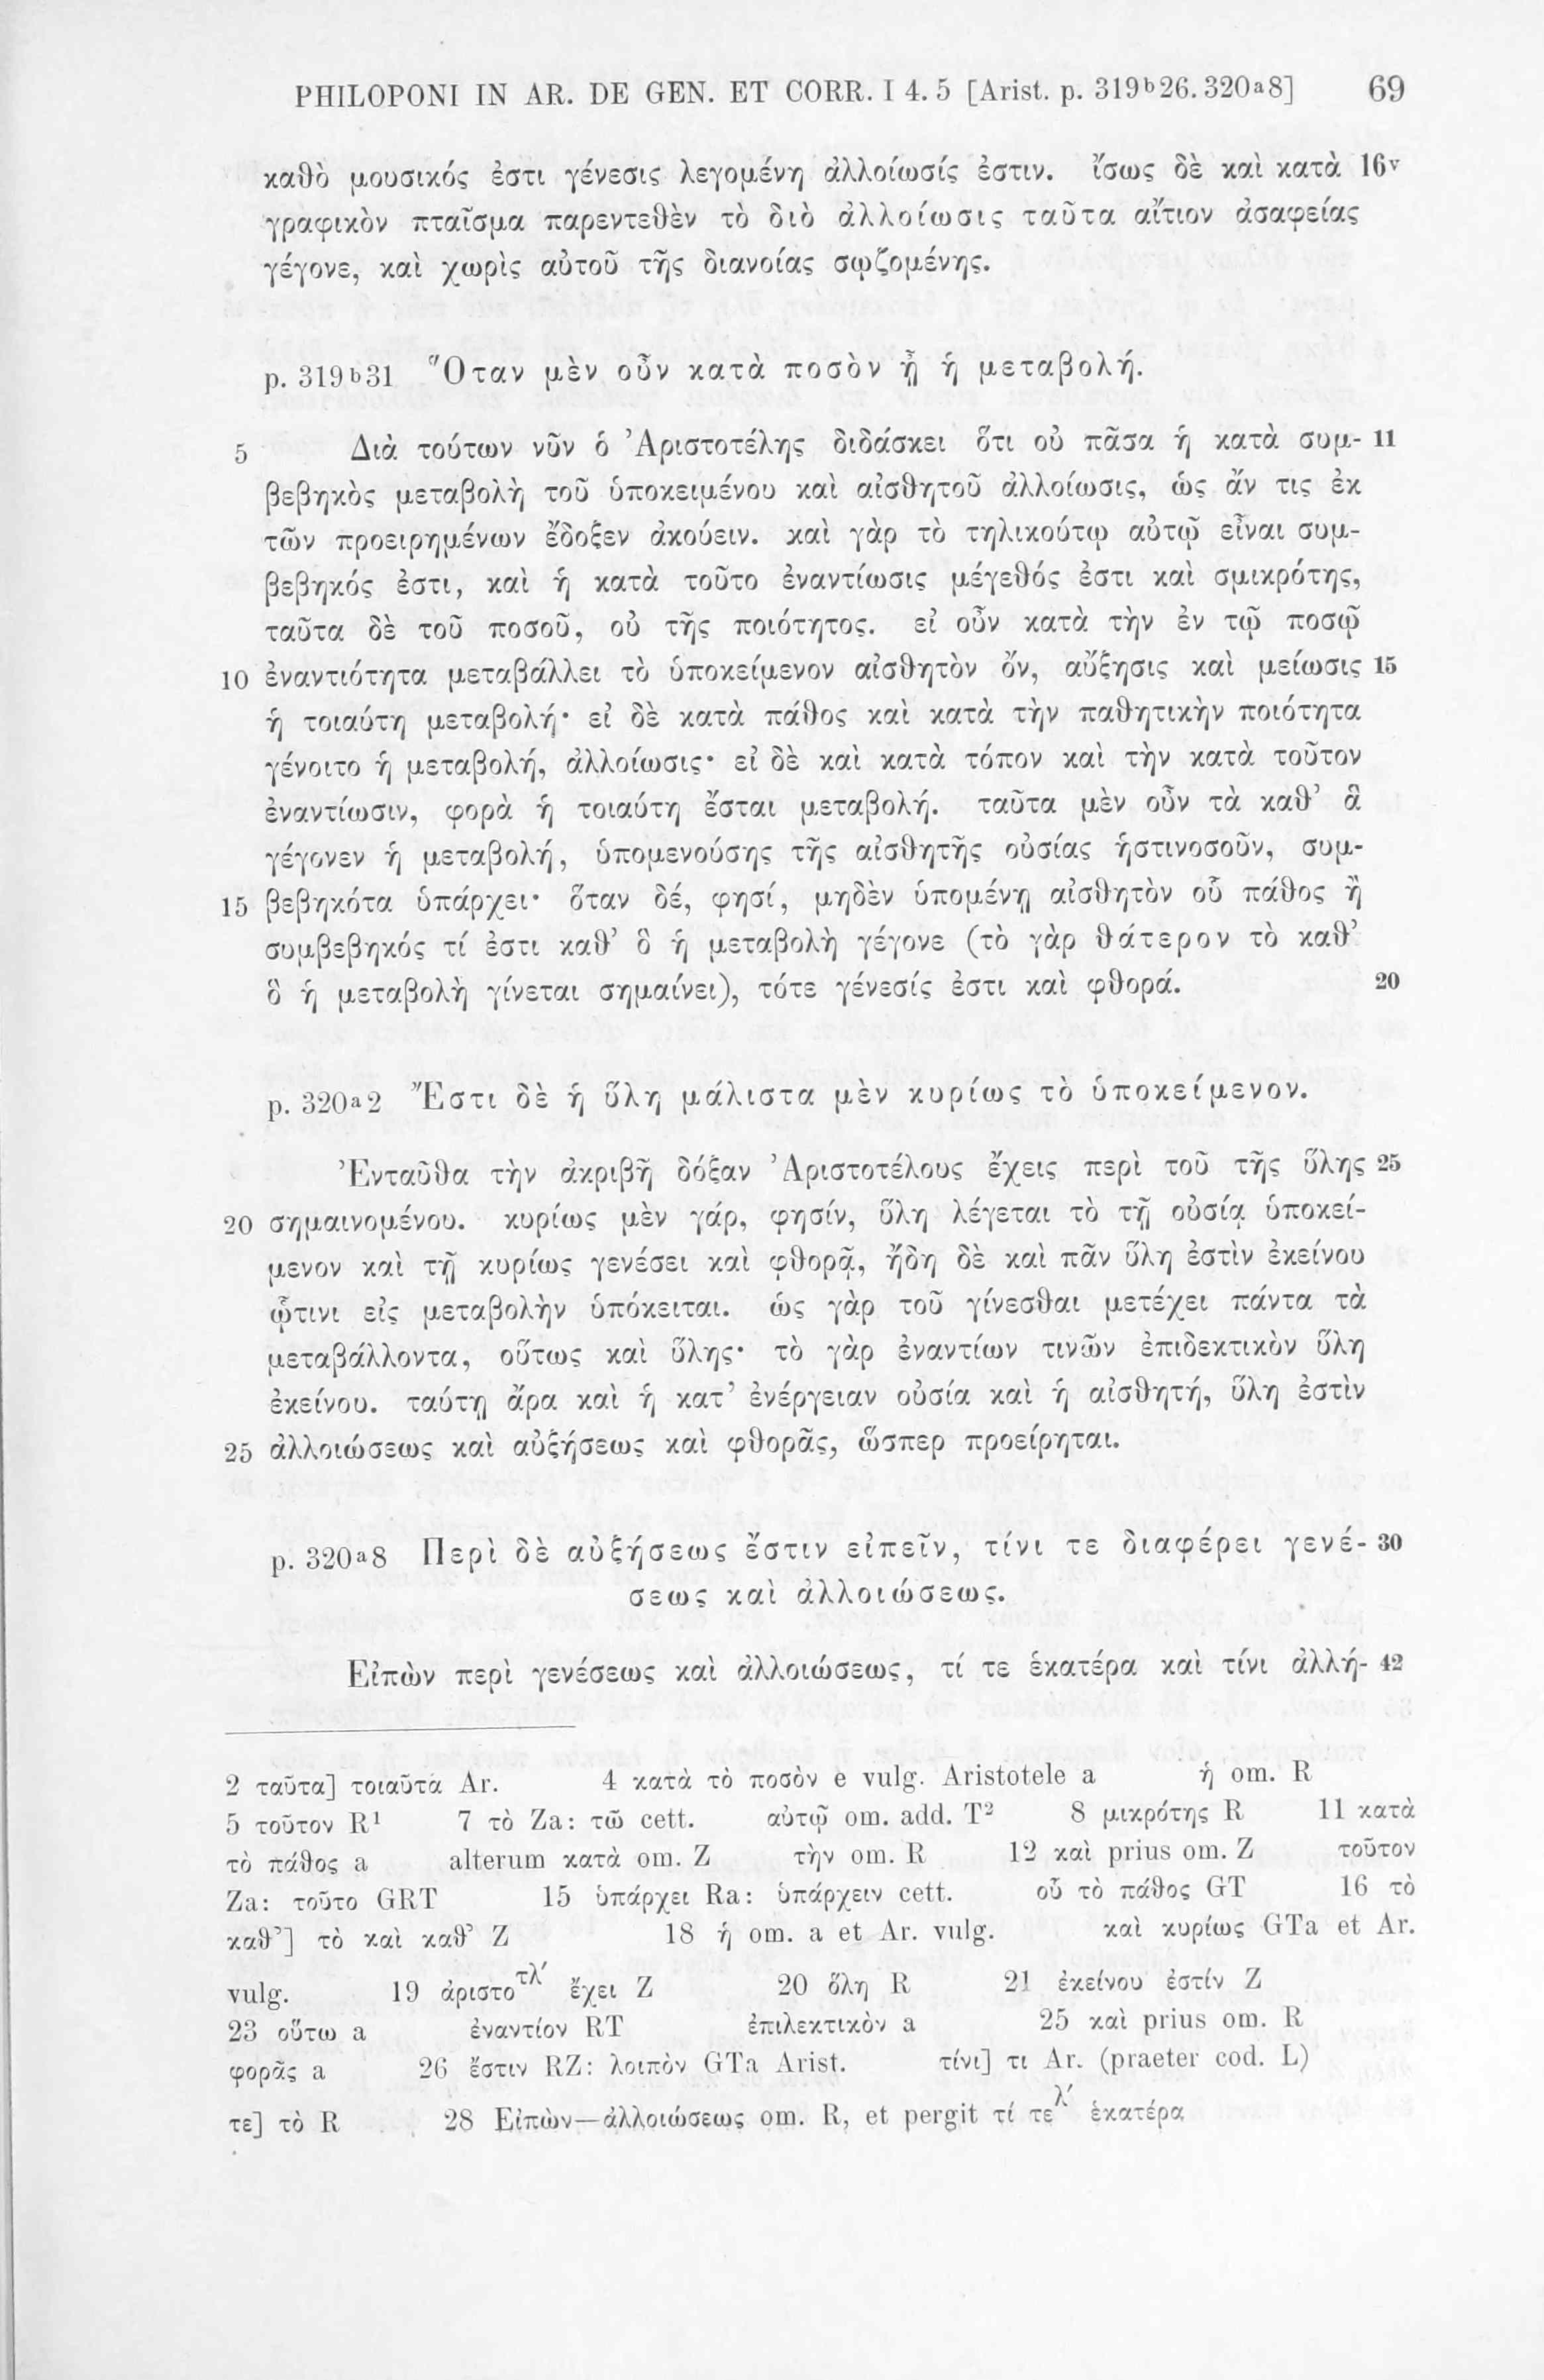 PHILOPONI IN AR. DE GEN. ET CORR. I 4. 5 [Arist. p. 319ᵇ26. 320ᵃ8] 69
καθὸ μουσικός ἐστι γένεσις λεγομένη ἀλλοίωσίς ἐστιν. ἴσως δὲ καὶ κατὰ 16ᵛ
γραφικὸν πταῖσμα παρεντεθὲν τὸ διὸ ἀλλοίωσις ταῦτα αἴτιον ἀσαφείας
γέγονε, καὶ χωρὶς αὐτοῦ τῆς διανοίας σῳζομένης.
p. 319ᵇ31 Ὅταν μὲν οὖν κατὰ ποσὸν ᾖ ἡ μεταβολή.
5 Διὰ τούτων νῦν ὁ Ἀριστοτέλης διδάσκει ὅτι οὐ πᾶσα ἡ κατὰ συμ- 11
βεβηκὸς μεταβολὴ τοῦ ὑποκειμένου καὶ αἰσθητοῦ ἀλλοίωσις, ὡς ἄν τις ἐκ
τῶν προειρημένων ἔδοξεν ἀκούειν. καὶ γὰρ τὸ τηλικούτῳ αὐτῷ εἶναι συμ-
βεβηκός ἐστι, καὶ ἡ κατὰ τοῦτο ἐναντίωσις μέγεθός ἐστι καὶ σμικρότης,
ταῦτα δὲ τοῦ ποσοῦ, οὐ τῆς ποιότητος. εἰ οὖν κατὰ τὴν ἐν τῷ ποσῷ
10 ἐναντιότητα μεταβάλλει τὸ ὑποκείμενον αἰσθητὸν ὄν, αὔξησις καὶ μείωσις 15
ἡ τοιαύτη μεταβολή· εἰ δὲ κατὰ πάθος καὶ κατὰ τὴν παθητικὴν ποιότητα
γένοιτο ἡ μεταβολή, ἀλλοίωσις· εἰ δὲ καὶ κατὰ τόπον καὶ τὴν κατὰ τοῦτον
ἐναντίωσιν, φορὰ ἡ τοιαύτη ἔσται μεταβολή. ταῦτα μὲν οὖν τὰ καθ’ ἃ
γέγονεν ἡ μεταβολή, ὑπομενούσης τῆς αἰσθητῆς οὐσίας ἡστινοσοῦν, συμ-
15 βεβηκότα ὑπάρχει· ὅταν δέ, φησί, μηδὲν ὑπομένῃ αἰσθητὸν οὗ πάθος ἢ
συμβεβηκός τί ἐστι καθ’ ὃ ἡ μεταβολὴ γέγονε (τὸ γὰρ θάτερον τὸ καθ’
ὃ ἡ μεταβολὴ γίνεται σημαίνει), τότε γένεσίς ἐστι καὶ φθορά. 20
p. 320ᵃ2 Ἔστι δὲ ἡ ὕλη μάλιστα μὲν κυρίως τὸ ὑποκείμενον.
Ἐνταῦθα τὴν ἀκριβῆ δόξαν Ἀριστοτέλους ἔχεις περὶ τοῦ τῆς ὕλης 25
20 σημαινομένου. κυρίως μὲν γάρ, φησίν, ὕλη λέγεται τὸ τῇ οὐσίᾳ ὑποκεί-
μενον καὶ τῇ κυρίως γενέσει καὶ φθορᾷ, ἤδη δὲ καὶ πᾶν ὕλη ἐστὶν ἐκείνου
ᾧτινι εἰς μεταβολὴν ὑπόκειται. ὡς γὰρ τοῦ γίνεσθαι μετέχει πάντα τὰ
μεταβάλλοντα, οὕτως καὶ ὕλης· τὸ γὰρ ἐναντίων τινῶν ἐπιδεκτικὸν ὕλη
ἐκείνου. ταύτῃ ἄρα καὶ ἡ κατ’ ἐνέργειαν οὐσία καὶ ἡ αἰσθητή, ὕλη ἐστὶν
25 ἀλλοιώσεως καὶ αὐξήσεως καὶ φθορᾶς, ὥσπερ προείρηται.
p. 320ᵃ8 Περὶ δὲ αὐξήσεως ἔστιν εἰπεῖν, τίνι τε διαφέρει γενέ- 30
σεως καὶ ἀλλοιώσεως.
Εἰπὼν περὶ γενέσεως καὶ ἀλλοιώσεως, τί τε ἑκατέρα καὶ τίνι ἀλλή- 42
2 ταῦτα] τοιαῦτα Ar. 4 κατὰ τὸ ποσὸν e vulg. Aristotele a ἡ om. R
5 τοῦτον R¹ 7 τὸ Za: τῶ cett. αὐτῷ om. add. T² 8 μικρότης R 11 κατὰ
τὸ πάθος a alterum κατὰ om. Z τὴν om. R 12 καὶ prius om. Z τοῦτον
Za: τοῦτο GRT 15 ὑπάρχει Ra: ὑπάρχειν cett. οὗ τὸ πάθος GT 16 τὸ
καθ’] τὸ καὶ καθ’ Z 18 ἡ om. a et Ar. vulg. καὶ κυρίως GTa et Ar.
vulg. 19 ἀριστοτλ´ ἔχει Z 20 ὅλη R 21 ἐκείνου ἐστίν Z
23 οὕτω a ἐναντίον RT ἐπιλεκτικὸν a 25 καὶ prius om. R
φορᾶς a 26 ἔστιν RZ: λοιπὸν GTa Arist. τίνι] τι Ar. (praeter cod. L)
τε] τὸ R 28 Εἰπὼν—ἀλλοιώσεως om. R, et pergit τί τελ´ ἑκατέρα